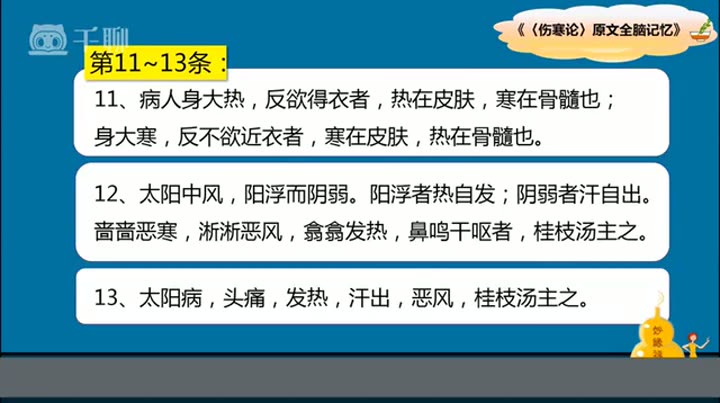 千聊
《〈伤寒论〉原文全脑记忆》
第11~13条：
11、病人身大热，反欲得衣者，热在皮肤，寒在骨髓也；
身大寒，反不欲近衣者，寒在皮肤，热在骨髓也。
12、太阳中风，阳浮而阴弱。阳浮者热自发；阴弱者汗自出。
啬啬恶寒，淅淅恶风，翕翕发热，鼻鸣干呕者，桂枝汤主之。
13、太阳病，头痛，发热，汗出，恶风，桂枝汤主之。